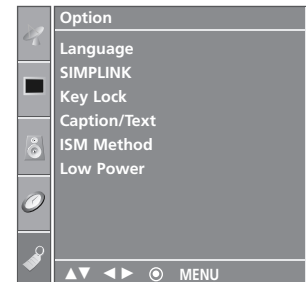 Option
Language
SIMPLINK
Key Lock
Caption/Text
ISM Method
Low Power
▲▼ ◄► ⦿ MENU